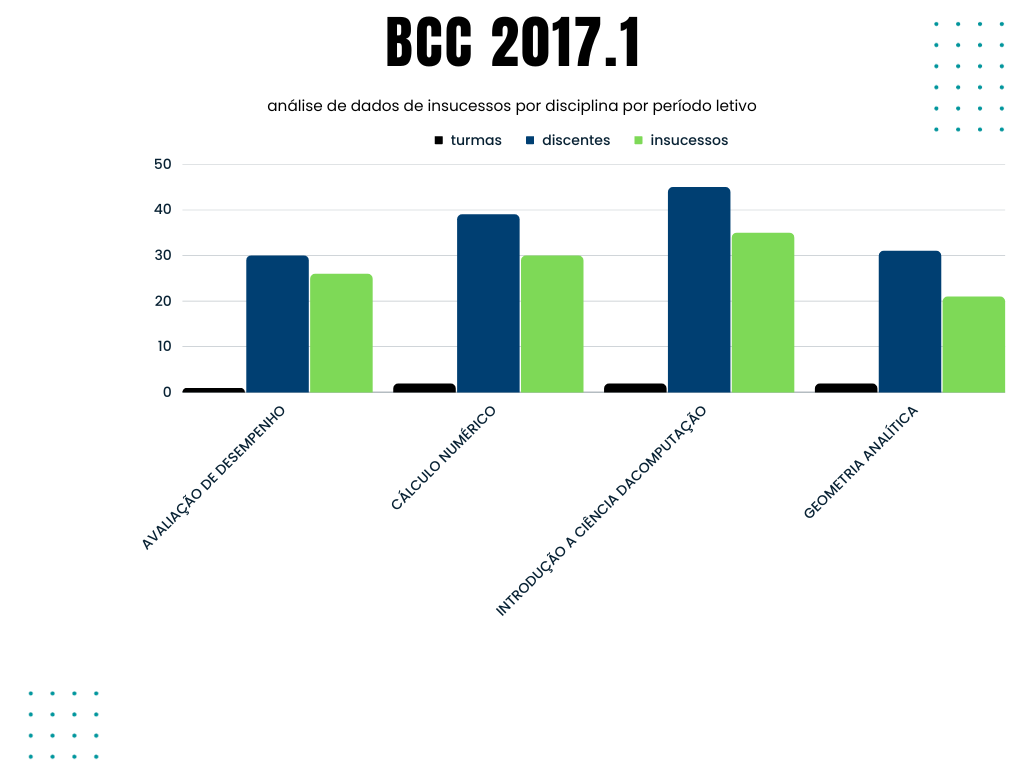 BCC 2017.1
análise de dados de insucessos por disciplina por período letivo
turmas discentes insucessos
50
40
30
20
10
0
AVALIAÇÃO DE DESEMPENHO
CÁLCULO NUMÉRICO
INTRODUÇÃO A CIÊNCIA DACOMPUTAÇÃO
GEOMETRIA ANALÍTICA